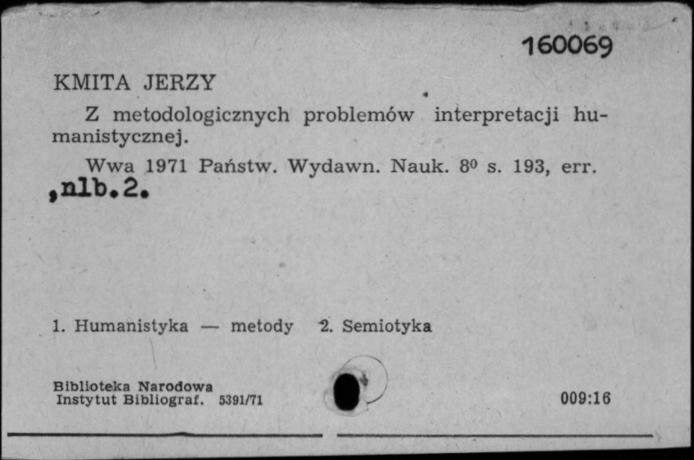 160069
KMITA JERZY
Z metodologicznych problemów interpretacji hu-
manistycznej.
Wwa 1971 Państw. Wydawn. Nauk. 8º s. 193, err.
,nlb.2.
1. Humanistyka — metody 2. Semiotyka
Biblioteka Narodowa
Instytut Bibliograf. 5391/71
009:16